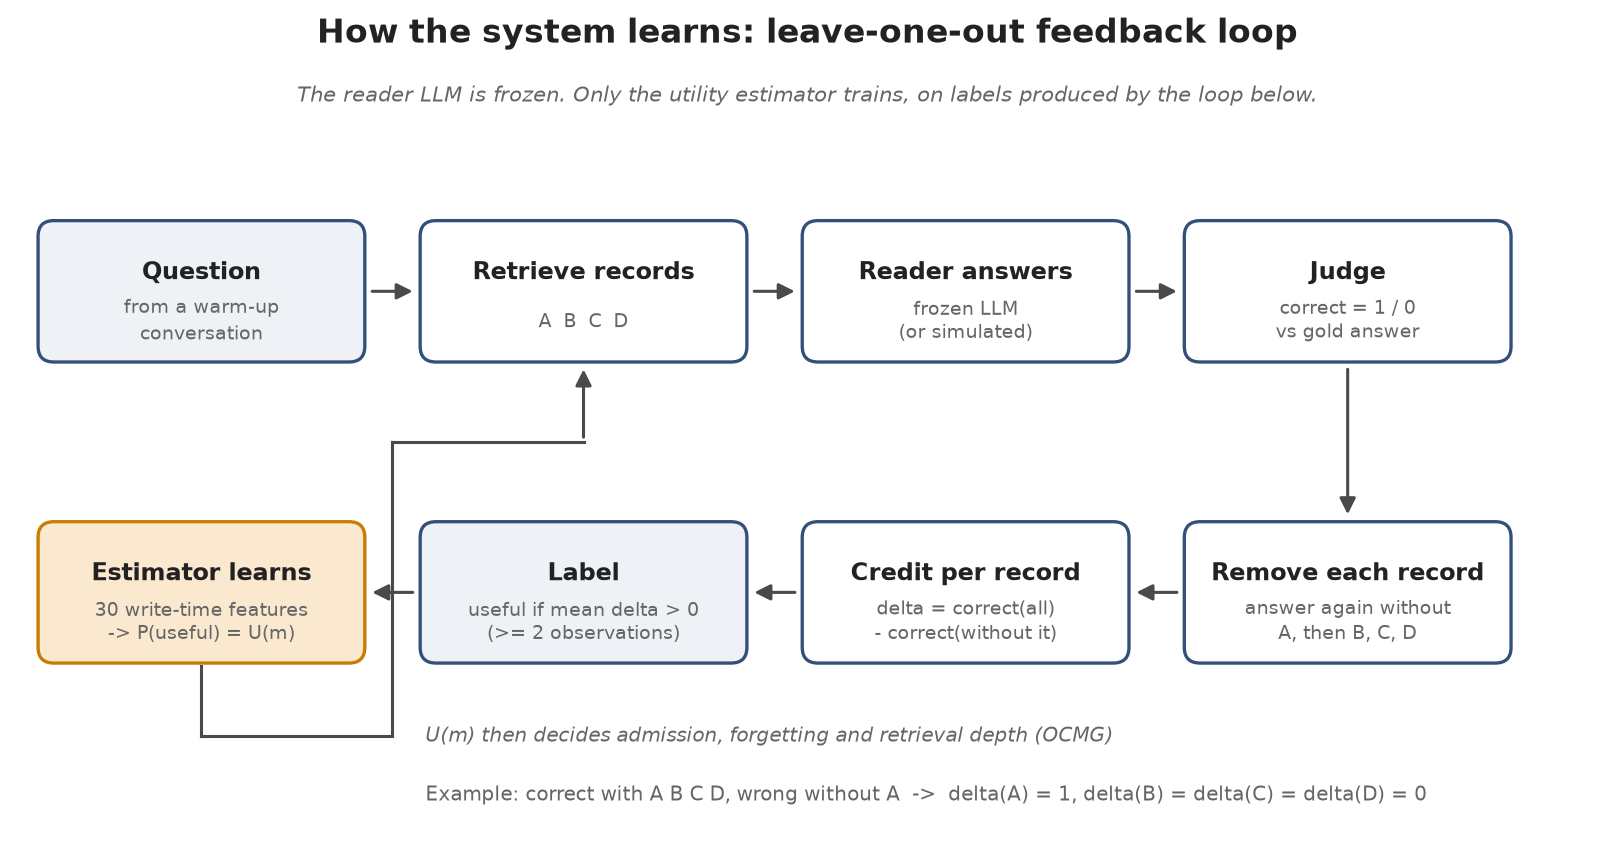 How the system learns: leave-one-out feedback loop
The reader LLM is frozen. Only the utility estimator trains, on labels produced by the loop below.
Question
from a warm-up
conversation
Retrieve records
A B C D
Reader answers
frozen LLM
(or simulated)
Judge
correct = 1 / 0
vs gold answer
Estimator learns
30 write-time features
-> P(useful) = U(m)
Label
useful if mean delta > 0
(>= 2 observations)
Credit per record
delta = correct(all)
- correct(without it)
Remove each record
answer again without
A, then B, C, D
U(m) then decides admission, forgetting and retrieval depth (OCMG)
Example: correct with A B C D, wrong without A -> delta(A) = 1, delta(B) = delta(C) = delta(D) = 0